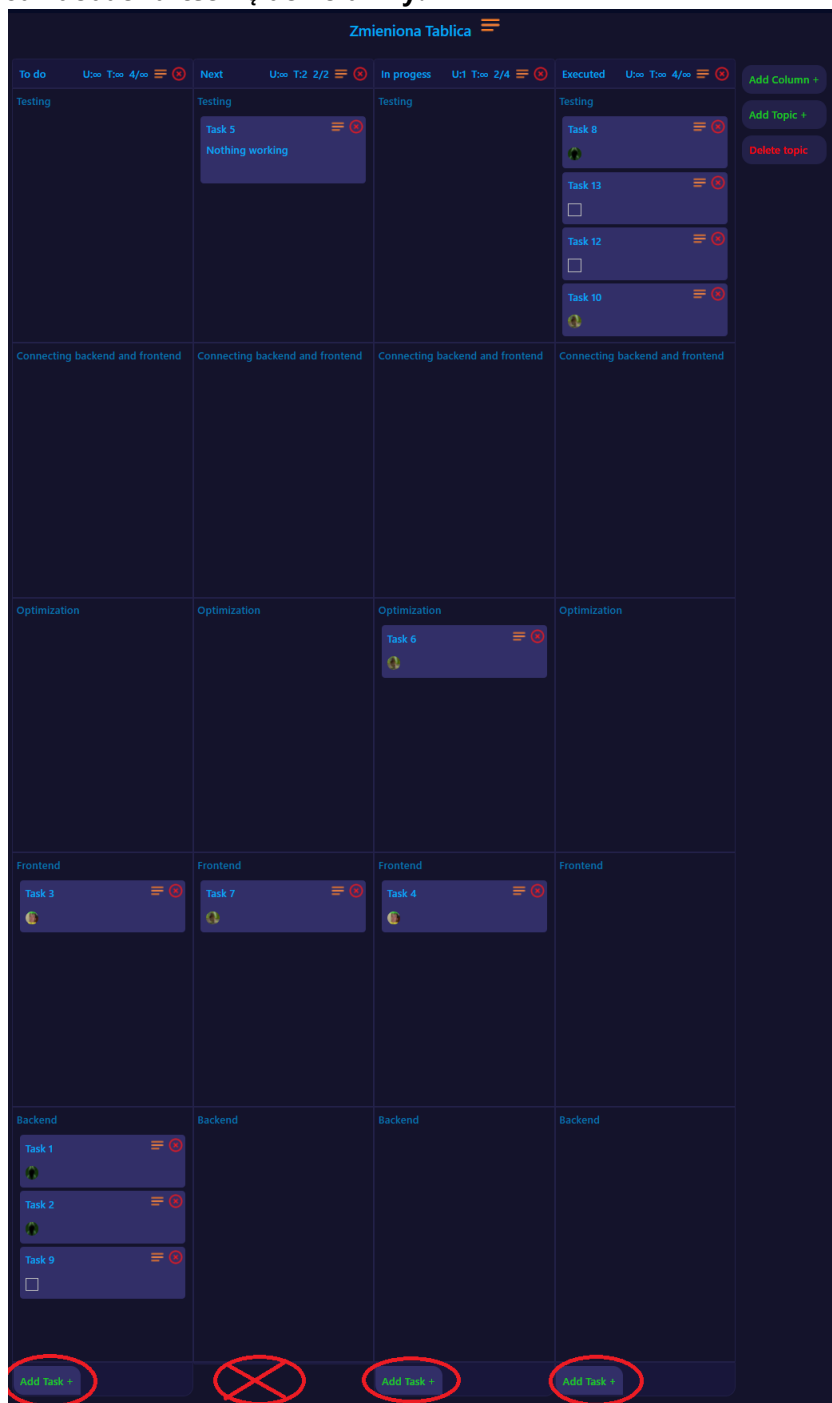 Zmieniona Tablica
To do U:∞ T:∞ 4/∞ Next U:∞ T:2 2/2 In progess U:1 T:∞ 2/4 Executed U:∞ T:∞ 4/∞
Add Column +
Add Topic +
Delete topic
Testing Testing Testing Testing
Task 5 Task 8
Nothing working
Task 13
Task 12
Task 10
Connecting backend and frontend Connecting backend and frontend Connecting backend and frontend Connecting backend and frontend
Optimization Optimization Optimization Optimization
Task 6
Frontend Frontend Frontend Frontend
Task 3 Task 7 Task 4
Backend Backend Backend Backend
Task 1
Task 2
Task 9
Add Task + Add Task + Add Task +